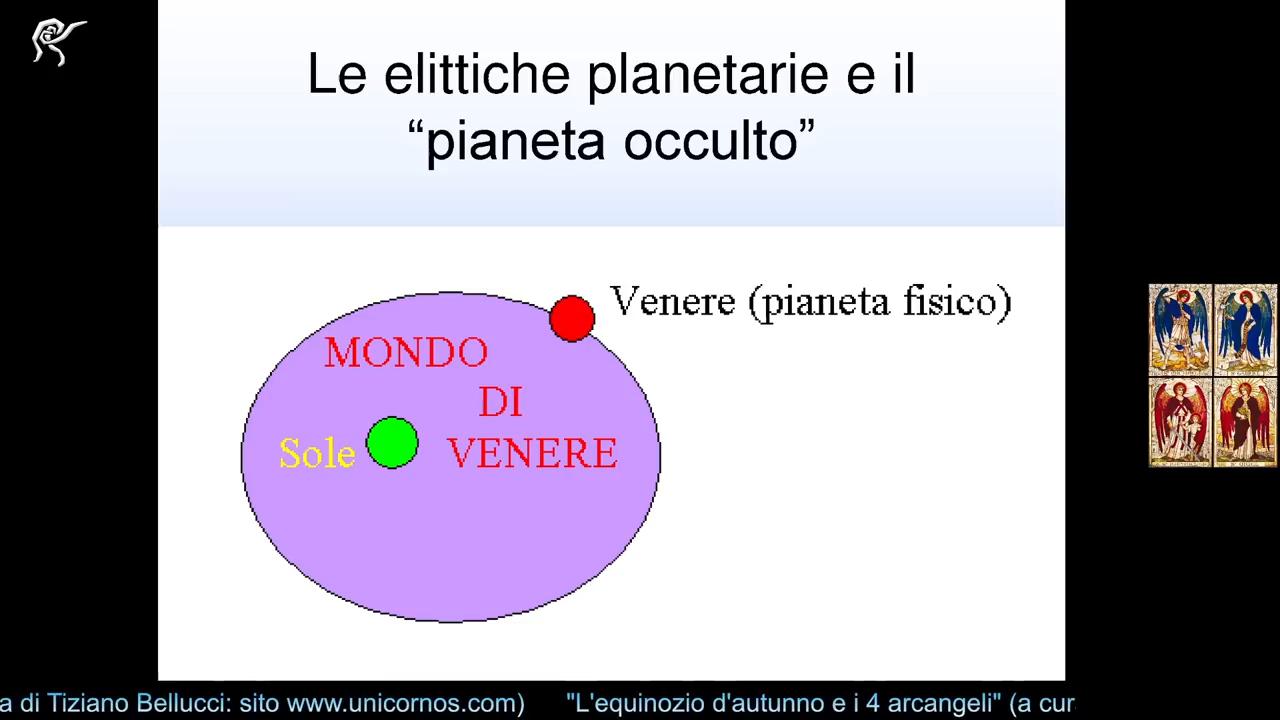 Le elittiche planetarie e il
“pianeta occulto”
Venere (pianeta fisico)
MONDO
DI
Sole VENERE
a di Tiziano Bellucci: sito www.unicornos.com) "L'equinozio d'autunno e i 4 arcangeli" (a cur